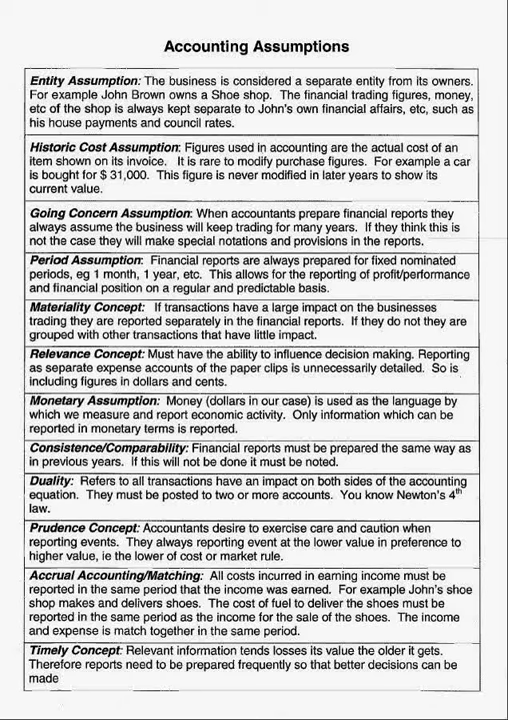 Accounting Assumptions
Entity Assumption: The business is considered a separate entity from its owners.
For example John Brown owns a Shoe shop. The financial trading figures, money,
etc of the shop is always kept separate to John's own financial affairs, etc, such as
his house payments and council rates.
Historic Cost Assumption: Figures used in accounting are the actual cost of an
item shown on its invoice. It is rare to modify purchase figures. For example a car
is bought for $ 31,000. This figure is never modified in later years to show its
current value.
Going Concern Assumption: When accountants prepare financial reports they
always assume the business will keep trading for many years. If they think this is
not the case they will make special notations and provisions in the reports.
Period Assumption: Financial reports are always prepared for fixed nominated
periods, eg 1 month, 1 year, etc. This allows for the reporting of profit/performance
and financial position on a regular and predictable basis.
Materiality Concept: If transactions have a large impact on the businesses
trading they are reported separately in the financial reports. If they do not they are
grouped with other transactions that have little impact.
Relevance Concept: Must have the ability to influence decision making. Reporting
as separate expense accounts of the paper clips is unnecessarily detailed. So is
including figures in dollars and cents.
Monetary Assumption: Money (dollars in our case) is used as the language by
which we measure and report economic activity. Only information which can be
reported in monetary terms is reported.
Consistence/Comparability: Financial reports must be prepared the same way as
in previous years. If this will not be done it must be noted.
Duality: Refers to all transactions have an impact on both sides of the accounting
equation. They must be posted to two or more accounts. You know Newton's 4th
law.
Prudence Concept: Accountants desire to exercise care and caution when
reporting events. They always reporting event at the lower value in preference to
higher value, ie the lower of cost or market rule.
Accrual Accounting/Matching: All costs incurred in earning income must be
reported in the same period that the income was earned. For example John's shoe
shop makes and delivers shoes. The cost of fuel to deliver the shoes must be
reported in the same period as the income for the sale of the shoes. The income
and expense is match together in the same period.
Timely Concept: Relevant information tends losses its value the older it gets.
Therefore reports need to be prepared frequently so that better decisions can be
made